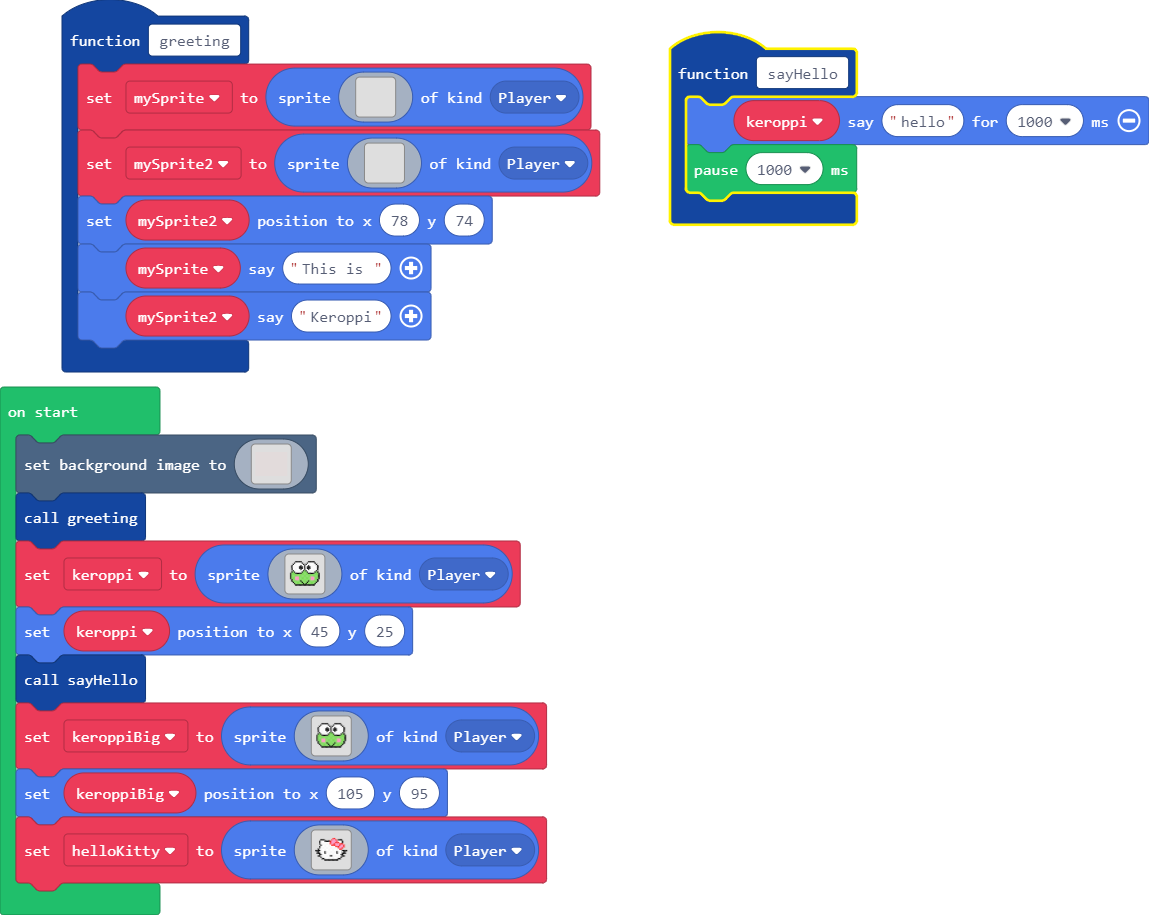 function greeting
set mySprite to sprite of kind Player
set mySprite2 to sprite of kind Player
set mySprite2 position to x 78 y 74
mySprite say "This is "
mySprite2 say "Keroppi"
function sayHello
keroppi say "hello" for 1000 ms
pause 1000 ms
on start
set background image to
call greeting
set keroppi to sprite of kind Player
set keroppi position to x 45 y 25
call sayHello
set keroppiBig to sprite of kind Player
set keroppiBig position to x 105 y 95
set helloKitty to sprite of kind Player